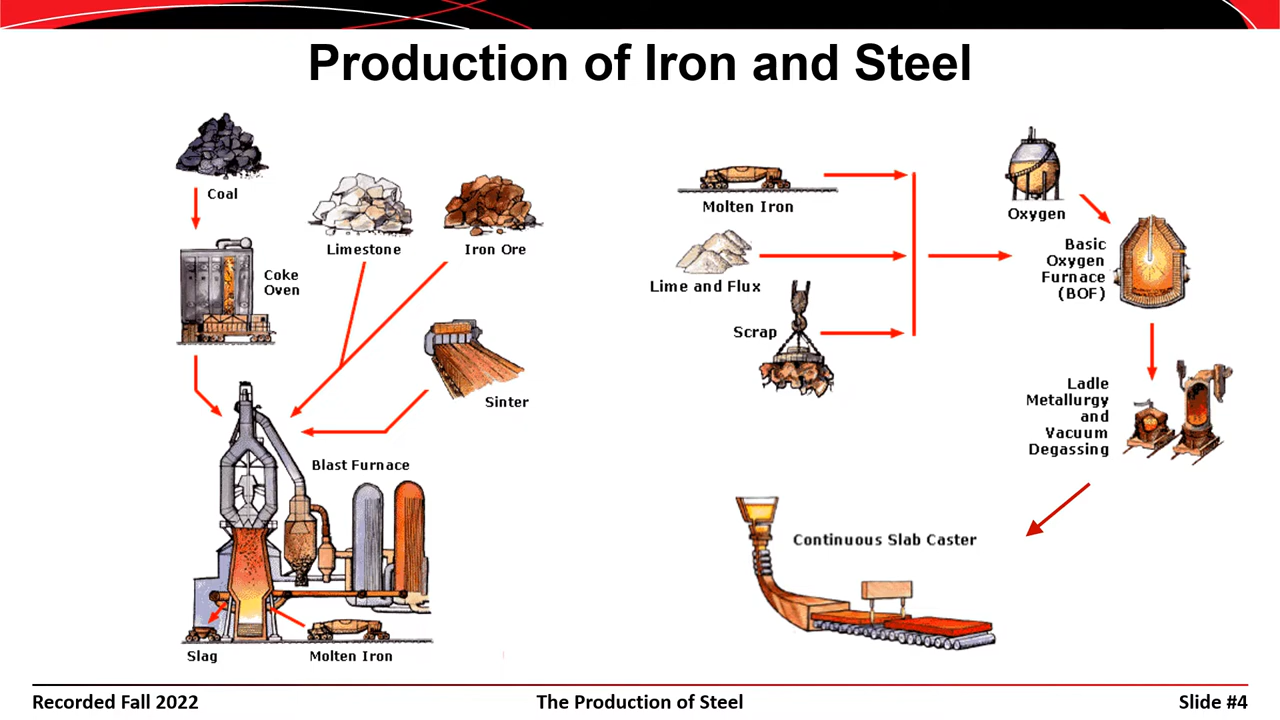 Production of Iron and Steel
Coal
Limestone
Iron Ore
Coke
Oven
Sinter
Blast Furnace
Slag
Molten Iron
Molten Iron
Lime and Flux
Scrap
Oxygen
Basic
Oxygen
Furnace
(BOF)
Ladle
Metallurgy
and
Vacuum
Degassing
Continuous Slab Caster
Recorded Fall 2022
The Production of Steel
Slide #4